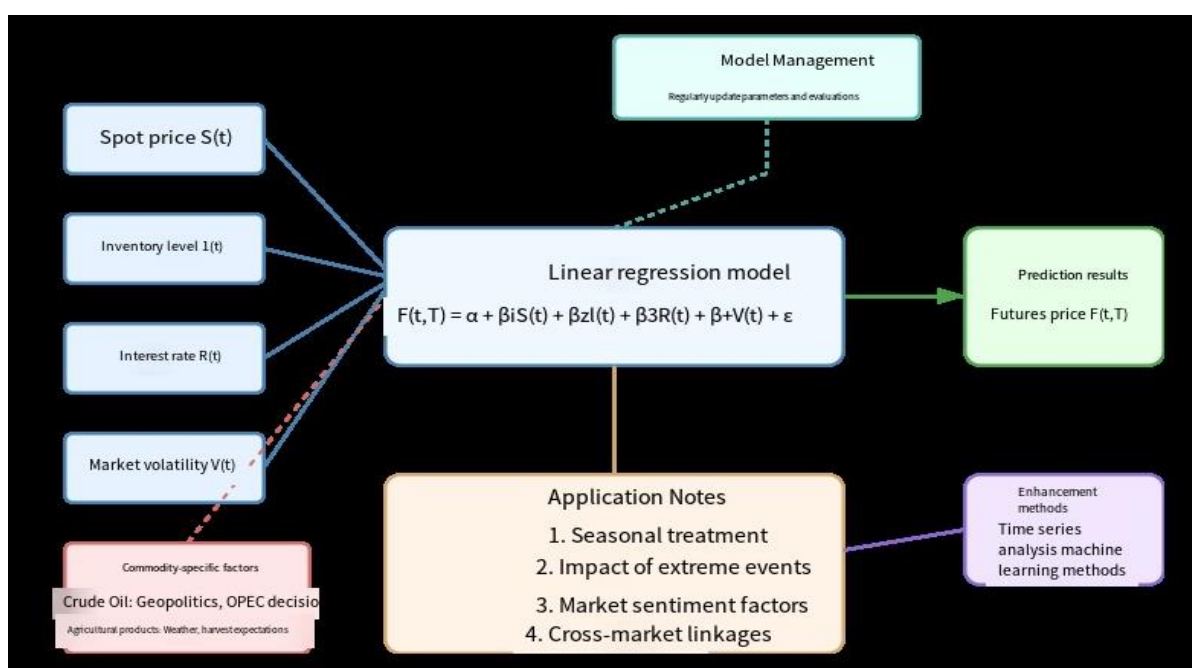 Model Management
Regularly update parameters and evaluations
Spot price S(t)
Inventory level 1(t)
Interest rate R(t)
Market volatility V(t)
Commodity-specific factors
Crude Oil: Geopolitics, OPEC decisio
Agricultural products: Weather, harvest expectations
Linear regression model
F(t,T) = α + βiS(t) + βzl(t) + β3R(t) + β+V(t) + ε
Prediction results
Futures price F(t,T)
Application Notes
1. Seasonal treatment
2. Impact of extreme events
3. Market sentiment factors
4. Cross-market linkages
Enhancement
methods
Time series
analysis machine
learning methods